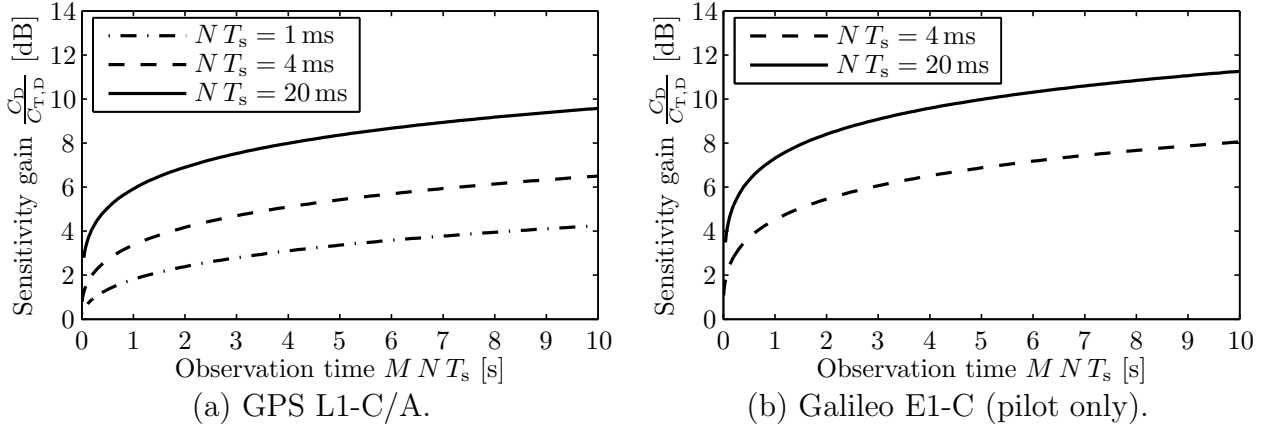 Sensitivity gain C_D/C_T,D [dB]
14
12
10
8
6
4
2
0
N T_s = 1 ms
N T_s = 4 ms
N T_s = 20 ms
0 1 2 3 4 5 6 7 8 9 10
Observation time M N T_s [s]
(a) GPS L1-C/A.
Sensitivity gain C_D/C_T,D [dB]
14
12
10
8
6
4
2
0
N T_s = 4 ms
N T_s = 20 ms
0 1 2 3 4 5 6 7 8 9 10
Observation time M N T_s [s]
(b) Galileo E1-C (pilot only).